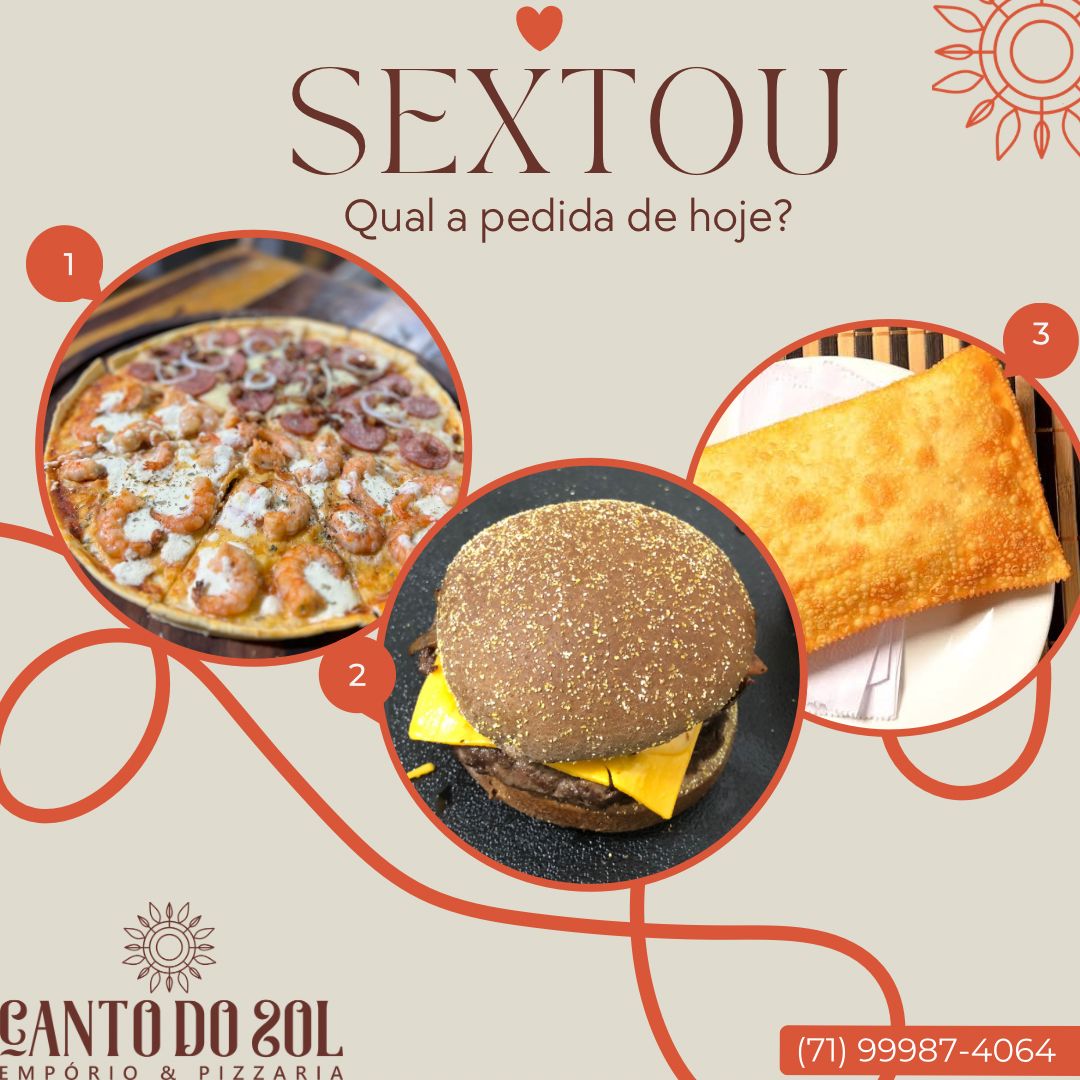 SEXTOU
Qual a pedida de hoje?
1
3
2
CANTO DO SOL
EMPÓRIO & PIZZARIA
(71) 99987-4064